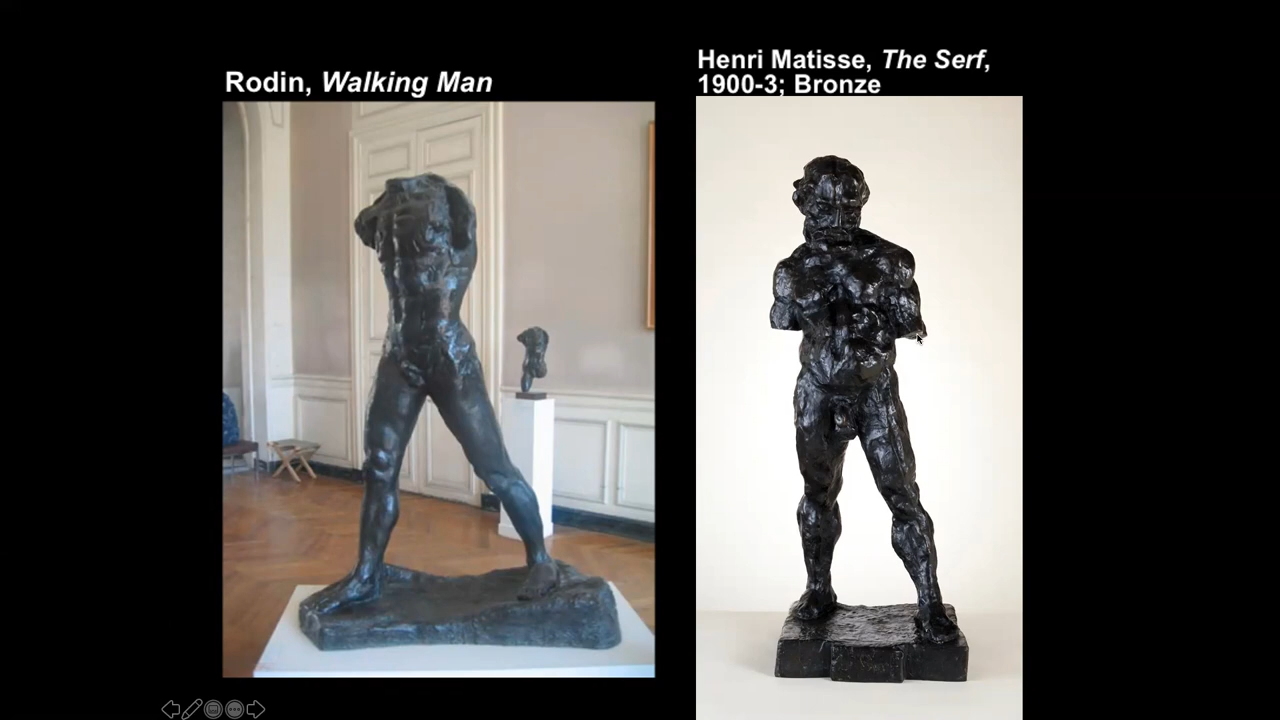 Rodin, Walking Man
Henri Matisse, The Serf,
1900-3; Bronze